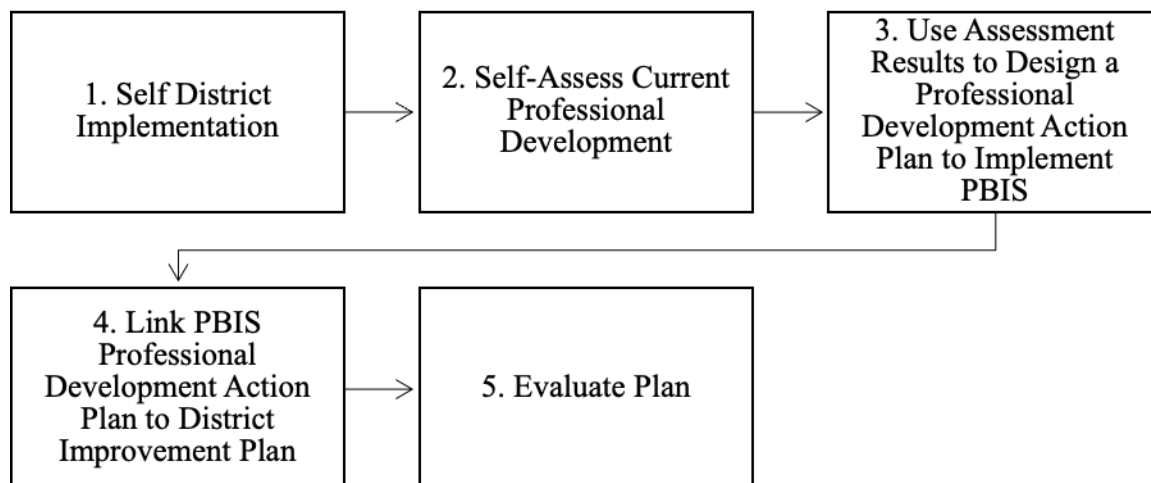 1. Self District
Implementation
2. Self-Assess Current
Professional
Development
3. Use Assessment
Results to Design a
Professional
Development Action
Plan to Implement
PBIS
4. Link PBIS
Professional
Development Action
Plan to District
Improvement Plan
5. Evaluate Plan